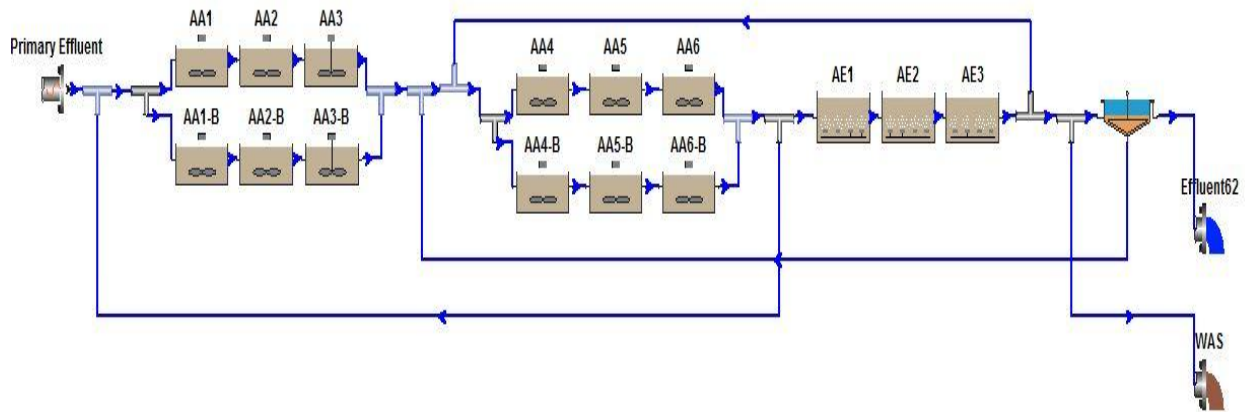 Primary Effluent
AA1
AA2
AA3
AA1-B
AA2-B
AA3-B
AA4
AA5
AA6
AA4-B
AA5-B
AA6-B
AE1
AE2
AE3
Effluent62
WAS